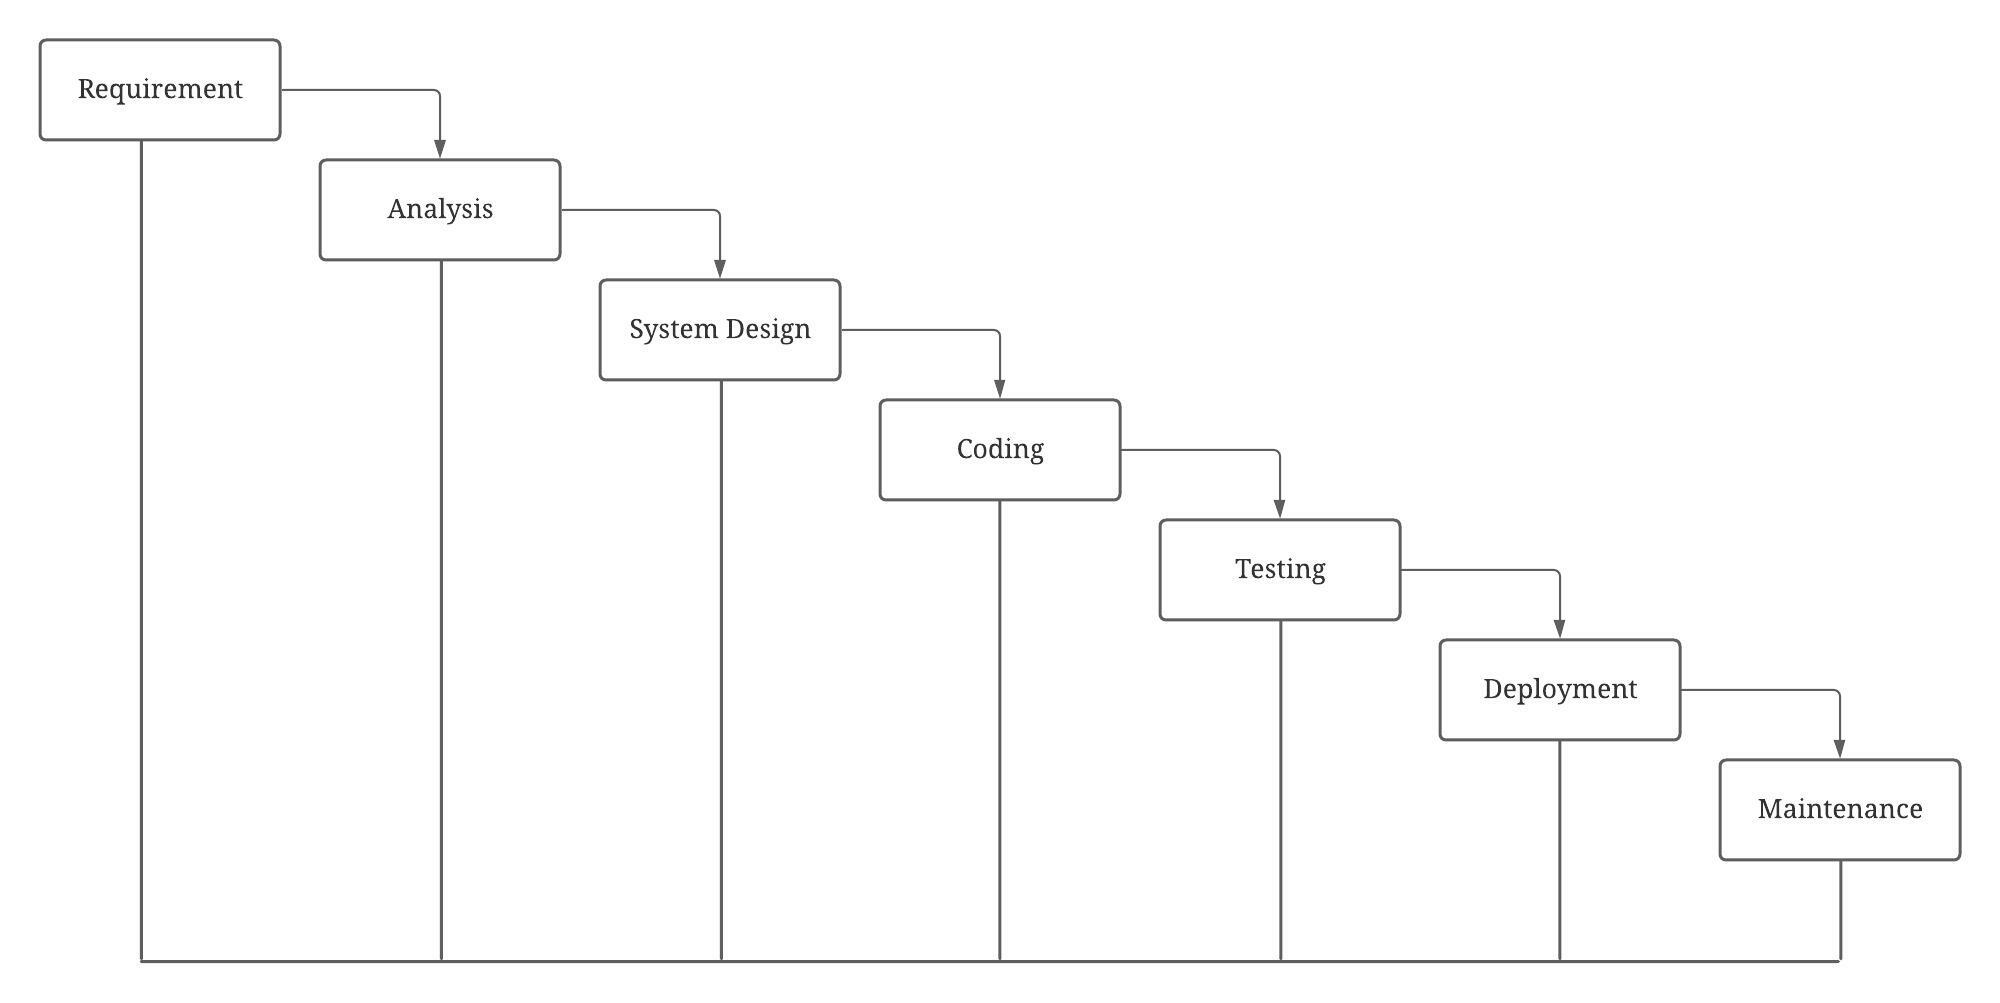 Requirement
Analysis
System Design
Coding
Testing
Deployment
Maintenance